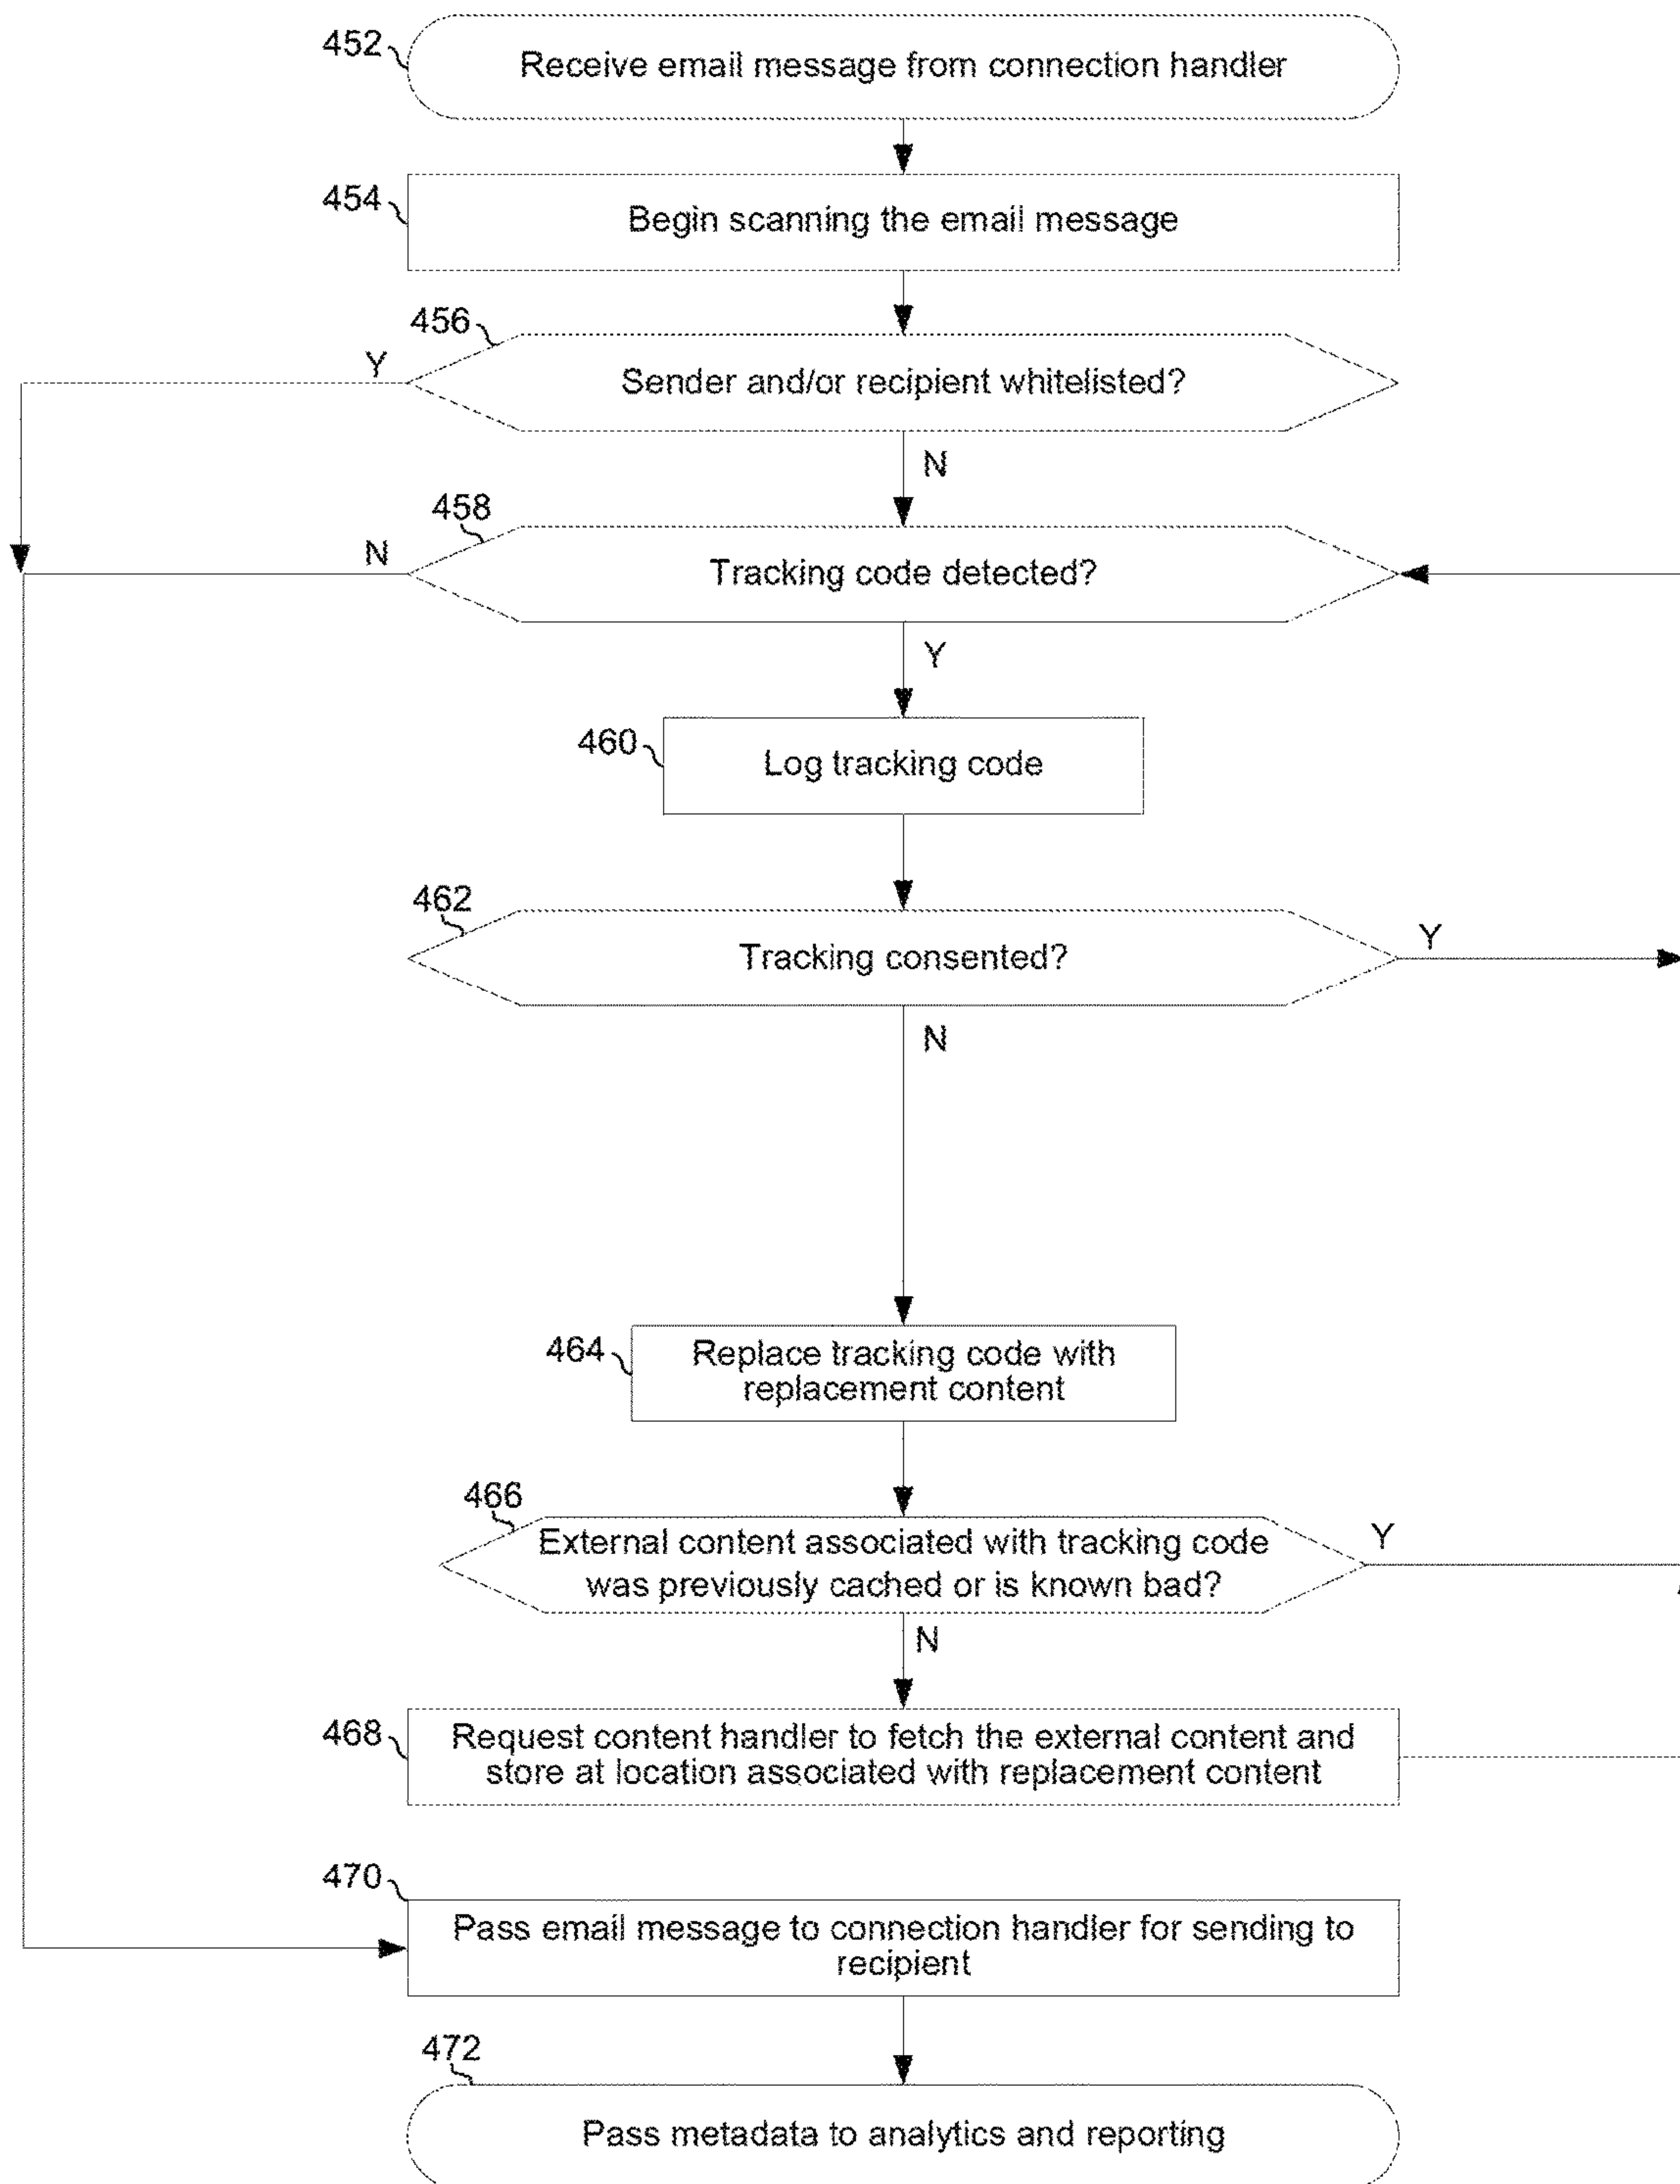 452
Receive email message from connection handler
454
Begin scanning the email message
456
Y
Sender and/or recipient whitelisted?
N
458
N
Tracking code detected?
Y
460
Log tracking code
462
Tracking consented?
Y
N
464
Replace tracking code with
replacement content
466
External content associated with tracking code
was previously cached or is known bad?
Y
N
468
Request content handler to fetch the external content and
store at location associated with replacement content
470
Pass email message to connection handler for sending to
recipient
472
Pass metadata to analytics and reporting